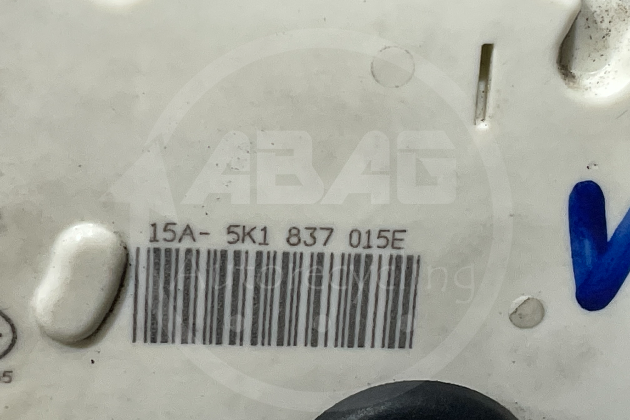 ABAG
15A- 5K1 837 015E
Autorecycling